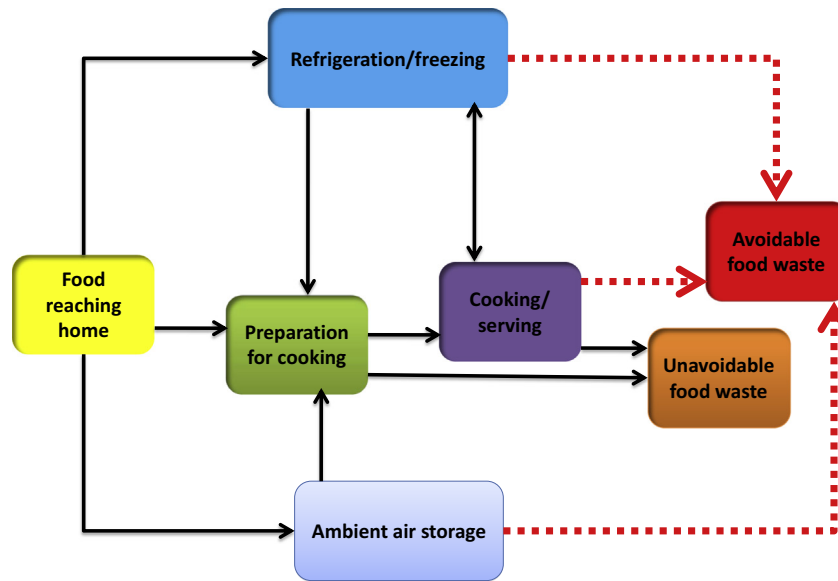 Refrigeration/freezing
Avoidable
food waste
Food
reaching
home
Cooking/
serving
Preparation
for cooking
Unavoidable
food waste
Ambient air storage